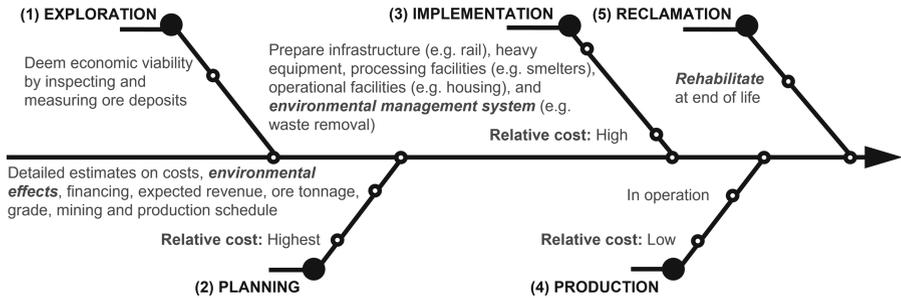 (1) EXPLORATION
Deem economic viability
by inspecting and
measuring ore deposits
(3) IMPLEMENTATION
Prepare infrastructure (e.g. rail), heavy
equipment, processing facilities (e.g. smelters),
operational facilities (e.g. housing), and
environmental management system (e.g.
waste removal)
Relative cost: High
(5) RECLAMATION
Rehabilitate
at end of life
Detailed estimates on costs, environmental
effects, financing, expected revenue, ore tonnage,
grade, mining and production schedule
Relative cost: Highest
(2) PLANNING
In operation
Relative cost: Low
(4) PRODUCTION